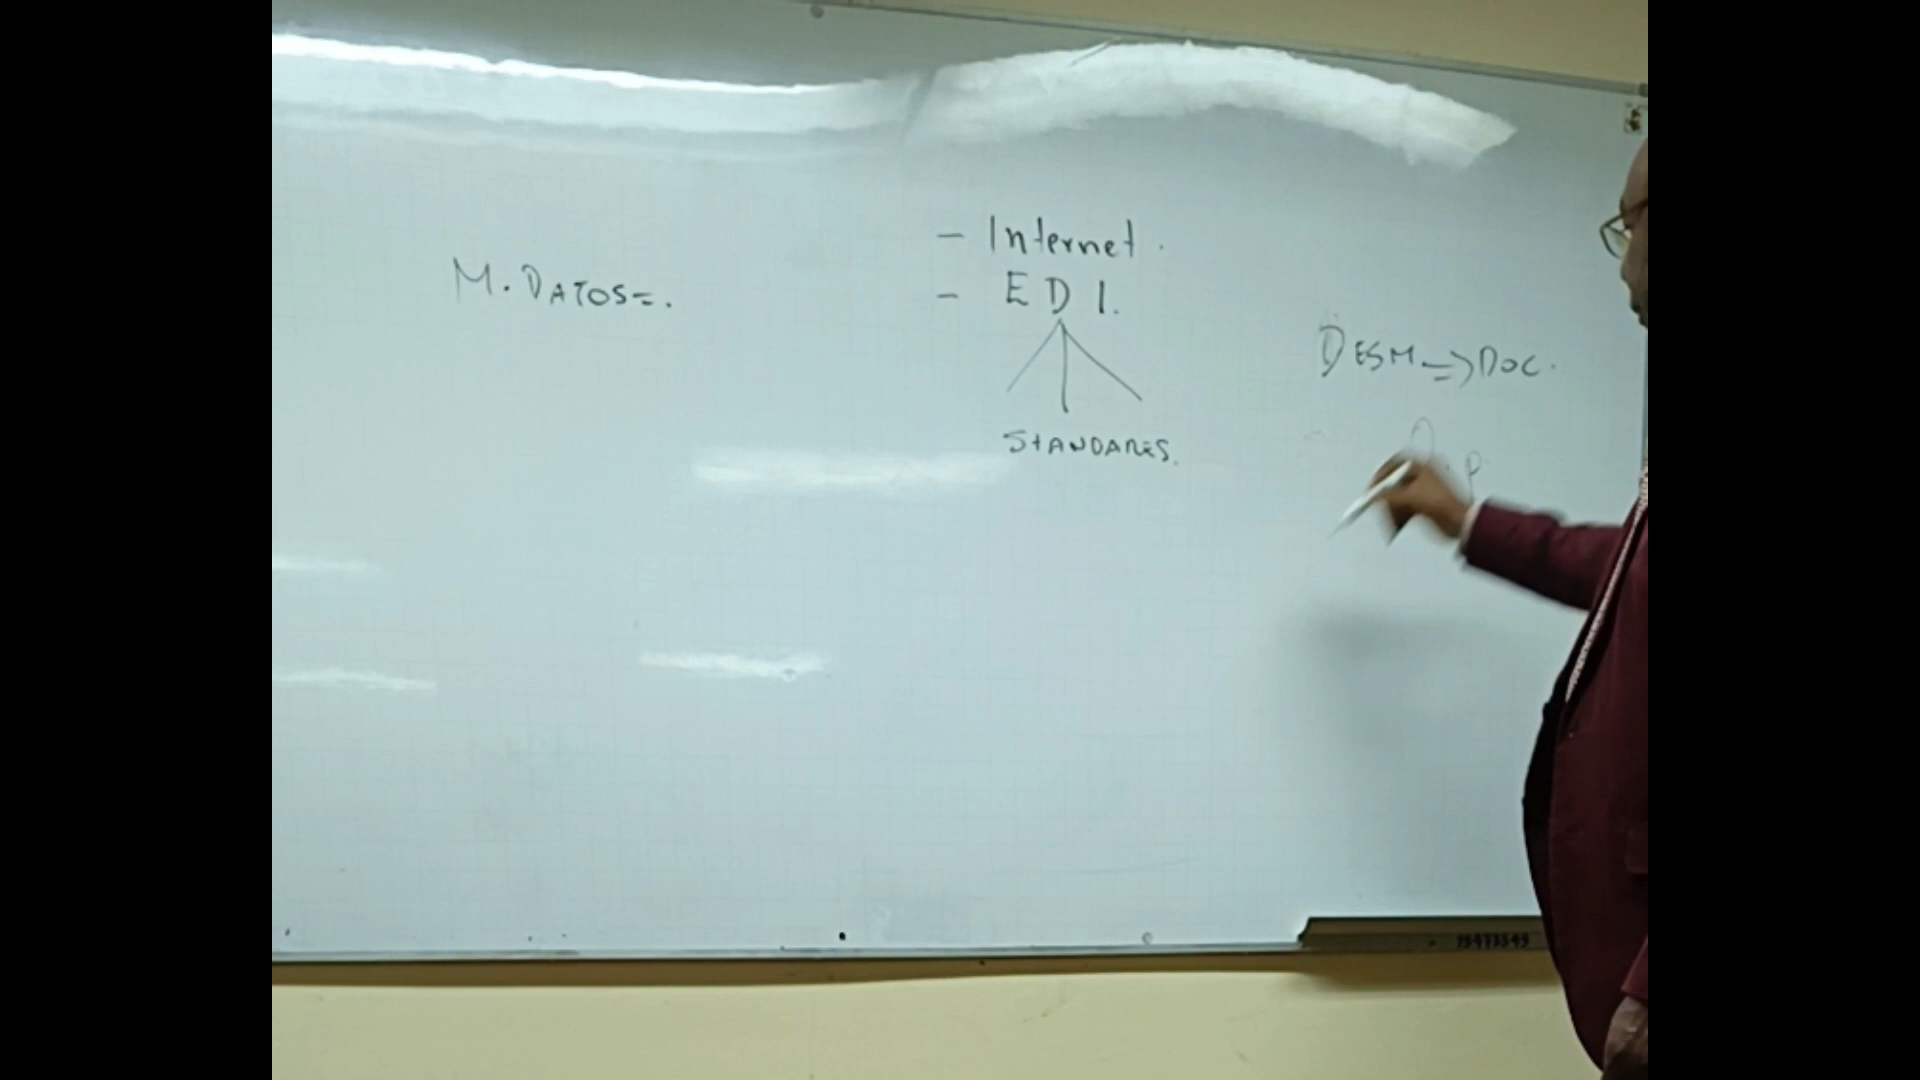 M. DATOS=.
- Internet.
- EDI.
STANDARES.
DESM => DOC.